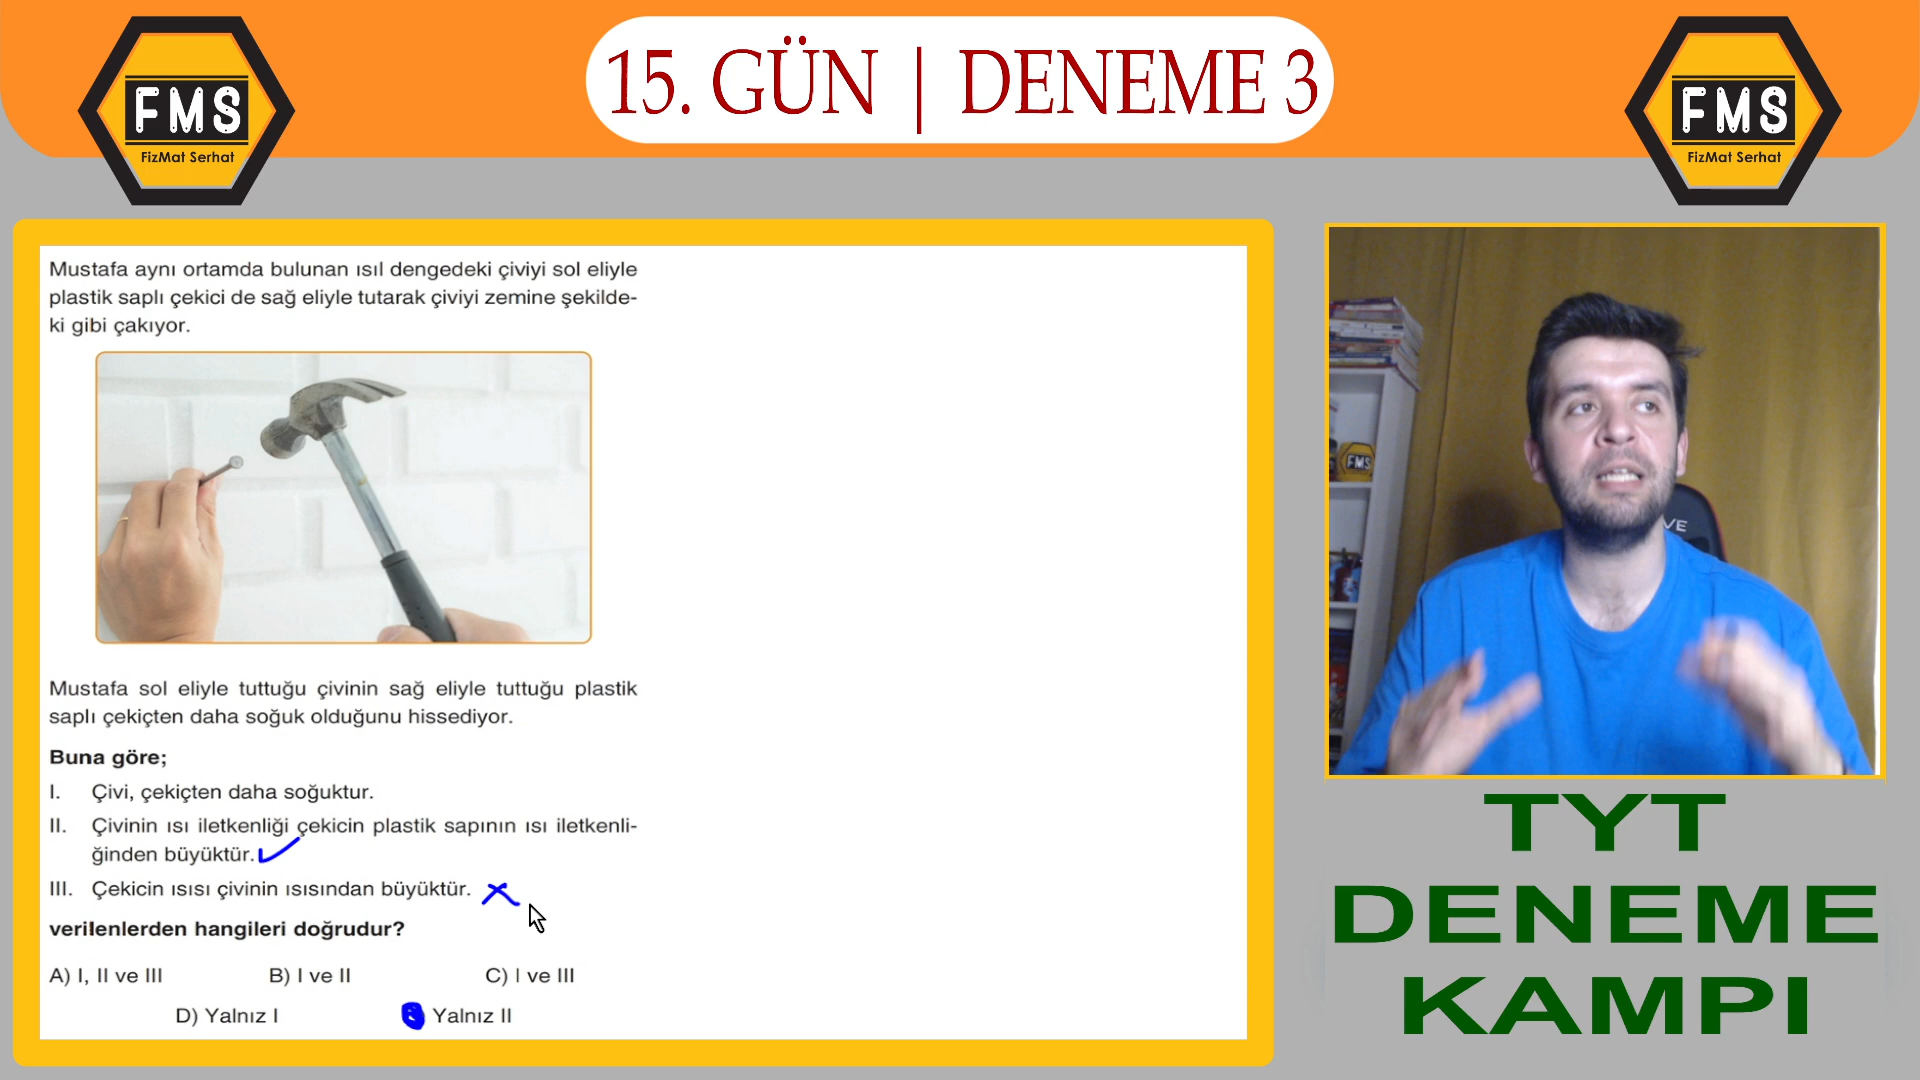 15. GÜN | DENEME 3
FMS
FizMat Serhat
FMS
FizMat Serhat
Mustafa aynı ortamda bulunan ısıl dengedeki çiviyi sol eliyle
plastik saplı çekici de sağ eliyle tutarak çiviyi zemine şekilde-
ki gibi çakıyor.
Mustafa sol eliyle tuttuğu çivinin sağ eliyle tuttuğu plastik
saplı çekiçten daha soğuk olduğunu hissediyor.
Buna göre;
I. Çivi, çekiçten daha soğuktur.
II. Çivinin ısı iletkenliği çekicin plastik sapının ısı iletkenli-
ğinden büyüktür.
III. Çekicin ısısı çivinin ısısından büyüktür.
verilenlerden hangileri doğrudur?
A) I, II ve III B) I ve II C) I ve III
D) Yalnız I Yalnız II
FMS
VE
TYT
DENEME
KAMPI